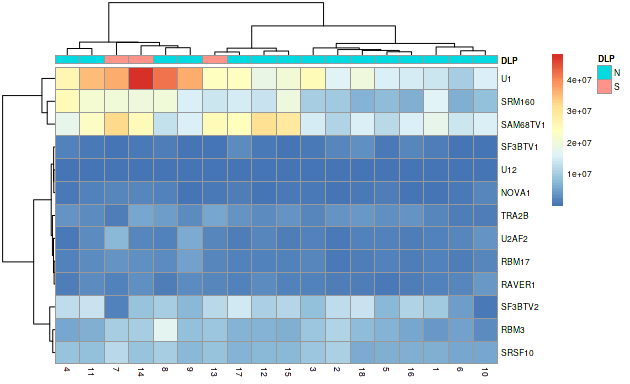 DLP
DLP
U1
N
SRM160
S
4e+07
SAM68TV1
3e+07
SF3BTV1
2e+07
U12
1e+07
NOVA1
TRA2B
U2AF2
RBM17
RAVER1
SF3BTV2
RBM3
SRSF10
4 11 7 14 8 9 13 17 12 15 3 2 18 5 16 1 6 10